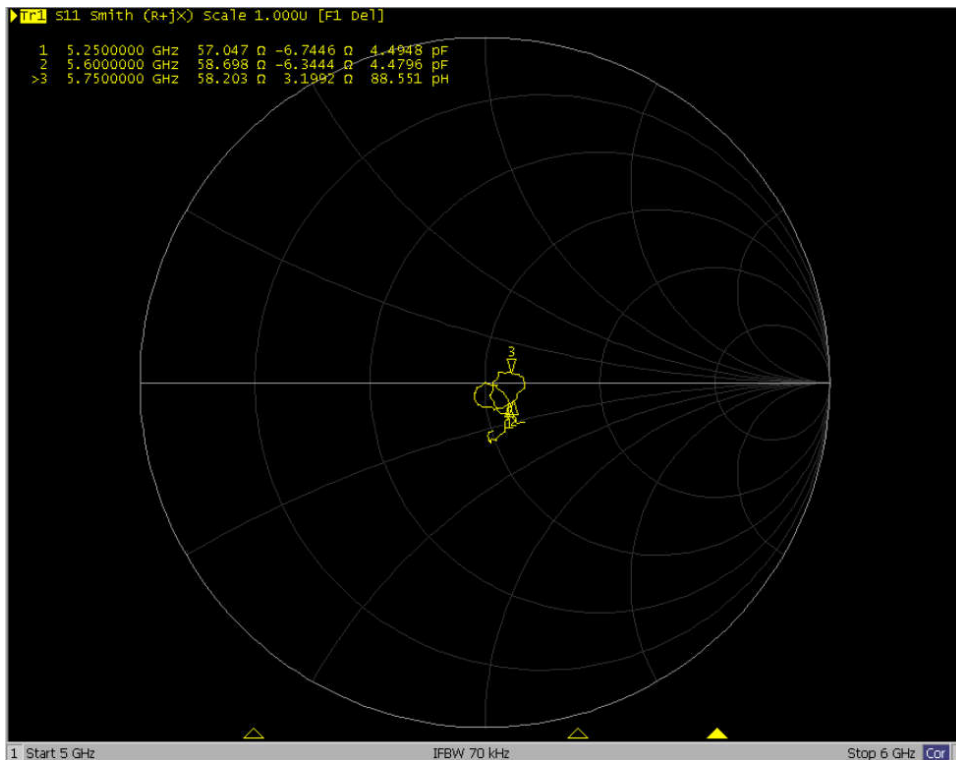 Tr1 S11 Smith (R+jX) Scale 1.000U [F1 Del]
1 5.2500000 GHz 57.047 Ω -6.7446 Ω 4.4948 pF
2 5.6000000 GHz 58.698 Ω -6.3444 Ω 4.4796 pF
>3 5.7500000 GHz 58.203 Ω 3.1992 Ω 88.551 pH
3
1 2
1 Start 5 GHz IFBW 70 kHz Stop 6 GHz Cor